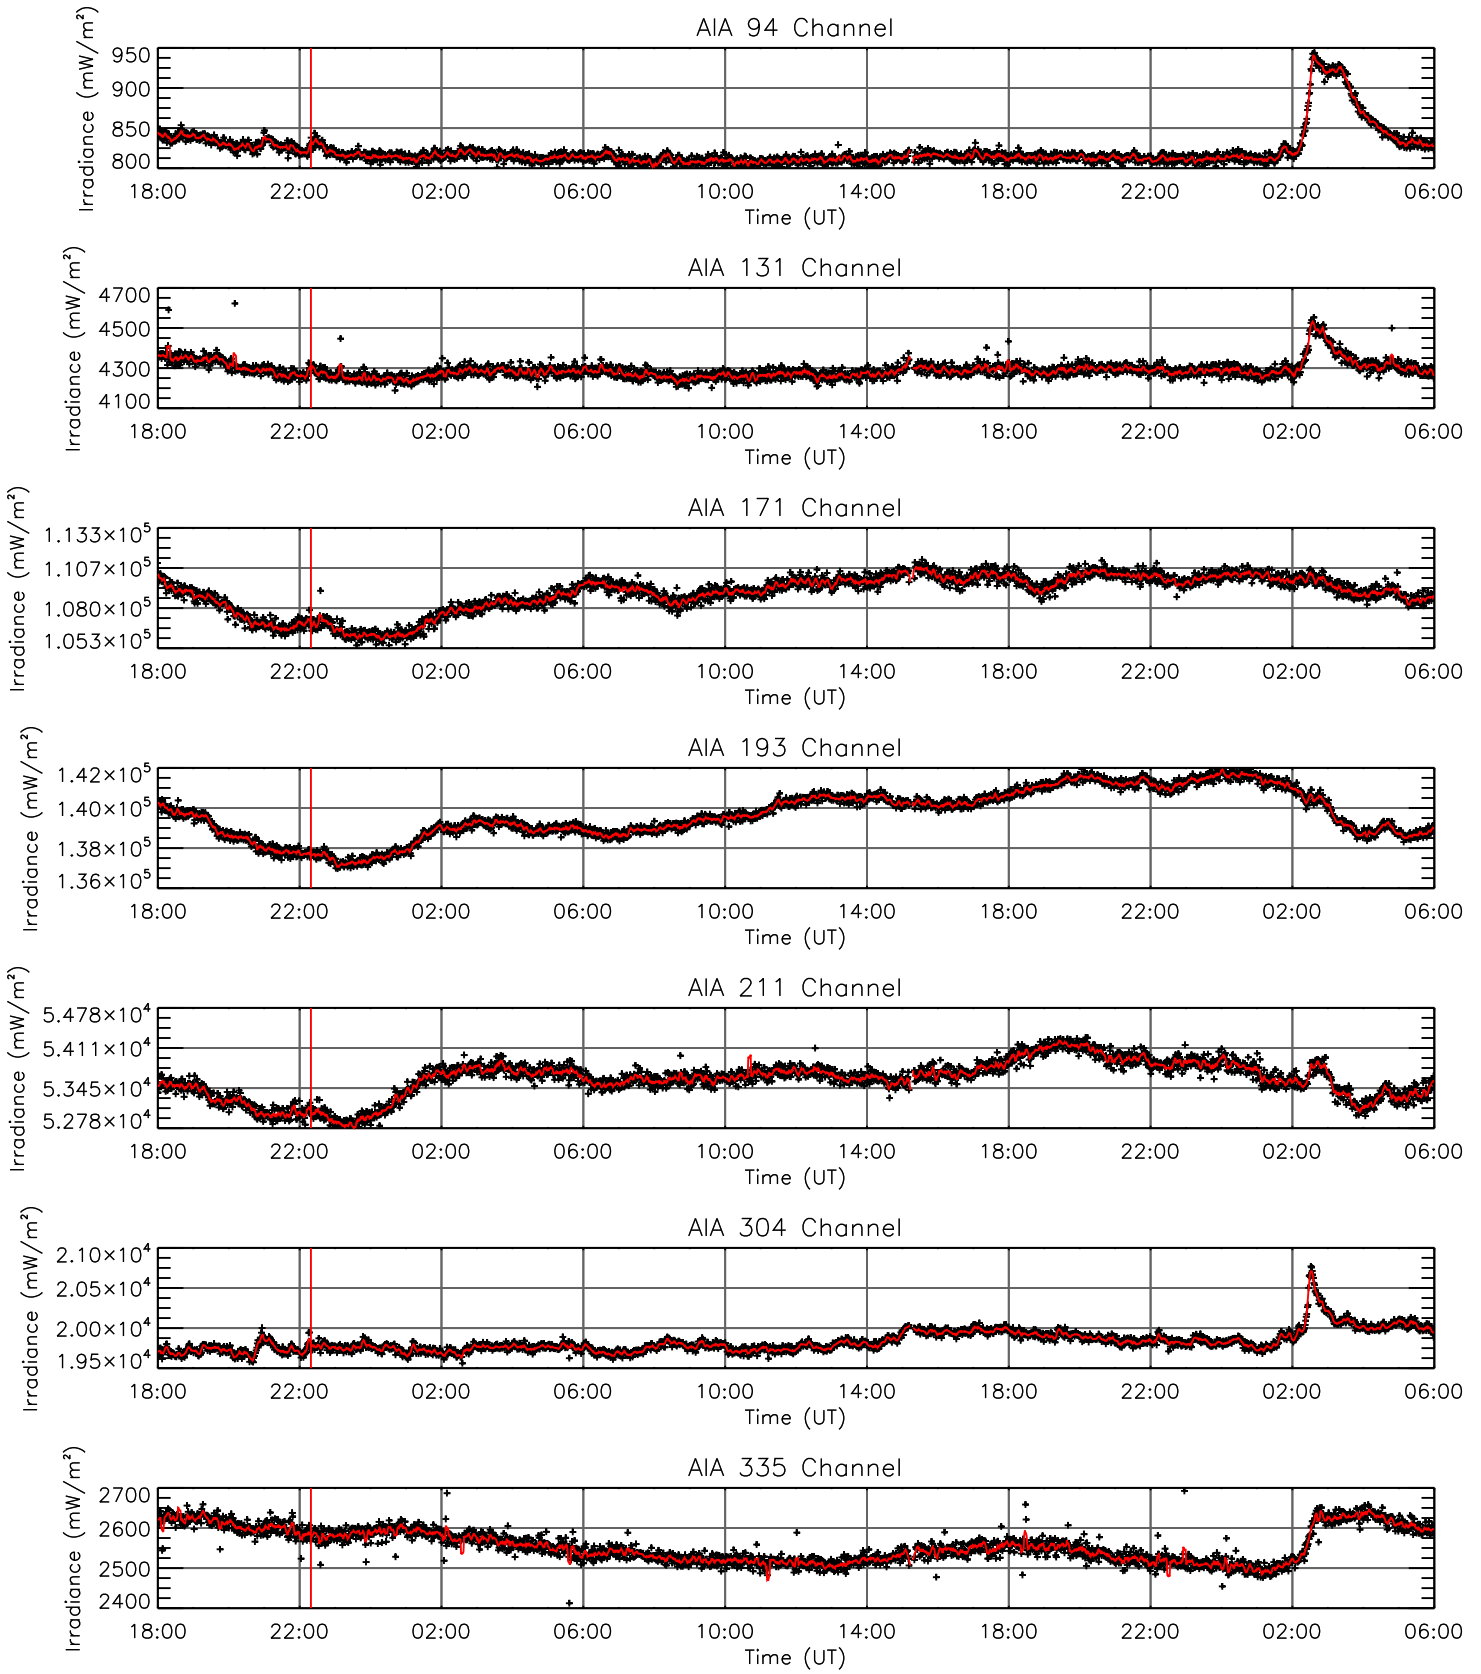 AIA 94 Channel
Irradiance (mW/m²)
950
900
850
800
18:00 22:00 02:00 06:00 10:00 14:00 18:00 22:00 02:00 06:00
Time (UT)
AIA 131 Channel
Irradiance (mW/m²)
4700
4500
4300
4100
18:00 22:00 02:00 06:00 10:00 14:00 18:00 22:00 02:00 06:00
Time (UT)
AIA 171 Channel
Irradiance (mW/m²)
1.133×10⁵
1.107×10⁵
1.080×10⁵
1.053×10⁵
18:00 22:00 02:00 06:00 10:00 14:00 18:00 22:00 02:00 06:00
Time (UT)
AIA 193 Channel
Irradiance (mW/m²)
1.42×10⁵
1.40×10⁵
1.38×10⁵
1.36×10⁵
18:00 22:00 02:00 06:00 10:00 14:00 18:00 22:00 02:00 06:00
Time (UT)
AIA 211 Channel
Irradiance (mW/m²)
5.478×10⁴
5.411×10⁴
5.345×10⁴
5.278×10⁴
18:00 22:00 02:00 06:00 10:00 14:00 18:00 22:00 02:00 06:00
Time (UT)
AIA 304 Channel
Irradiance (mW/m²)
2.10×10⁴
2.05×10⁴
2.00×10⁴
1.95×10⁴
18:00 22:00 02:00 06:00 10:00 14:00 18:00 22:00 02:00 06:00
Time (UT)
AIA 335 Channel
Irradiance (mW/m²)
2700
2600
2500
2400
18:00 22:00 02:00 06:00 10:00 14:00 18:00 22:00 02:00 06:00
Time (UT)